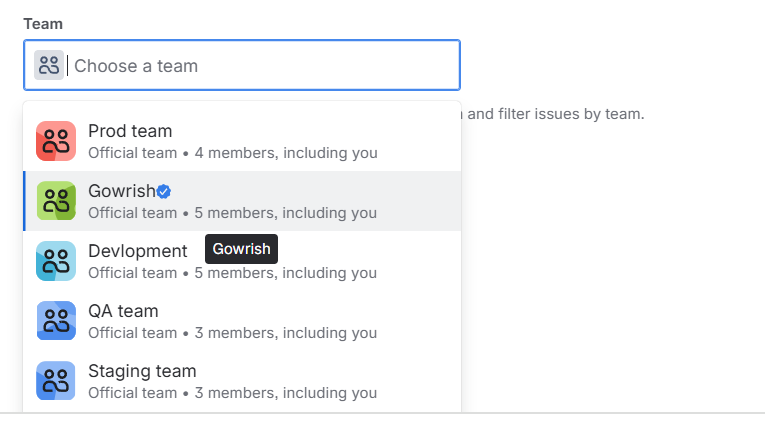 Team
Choose a team
and filter issues by team.
Prod team
Official team • 4 members, including you
Gowrish
Official team • 5 members, including you
Devlopment
Gowrish
Official team • 5 members, including you
QA team
Official team • 3 members, including you
Staging team
Official team • 3 members, including you